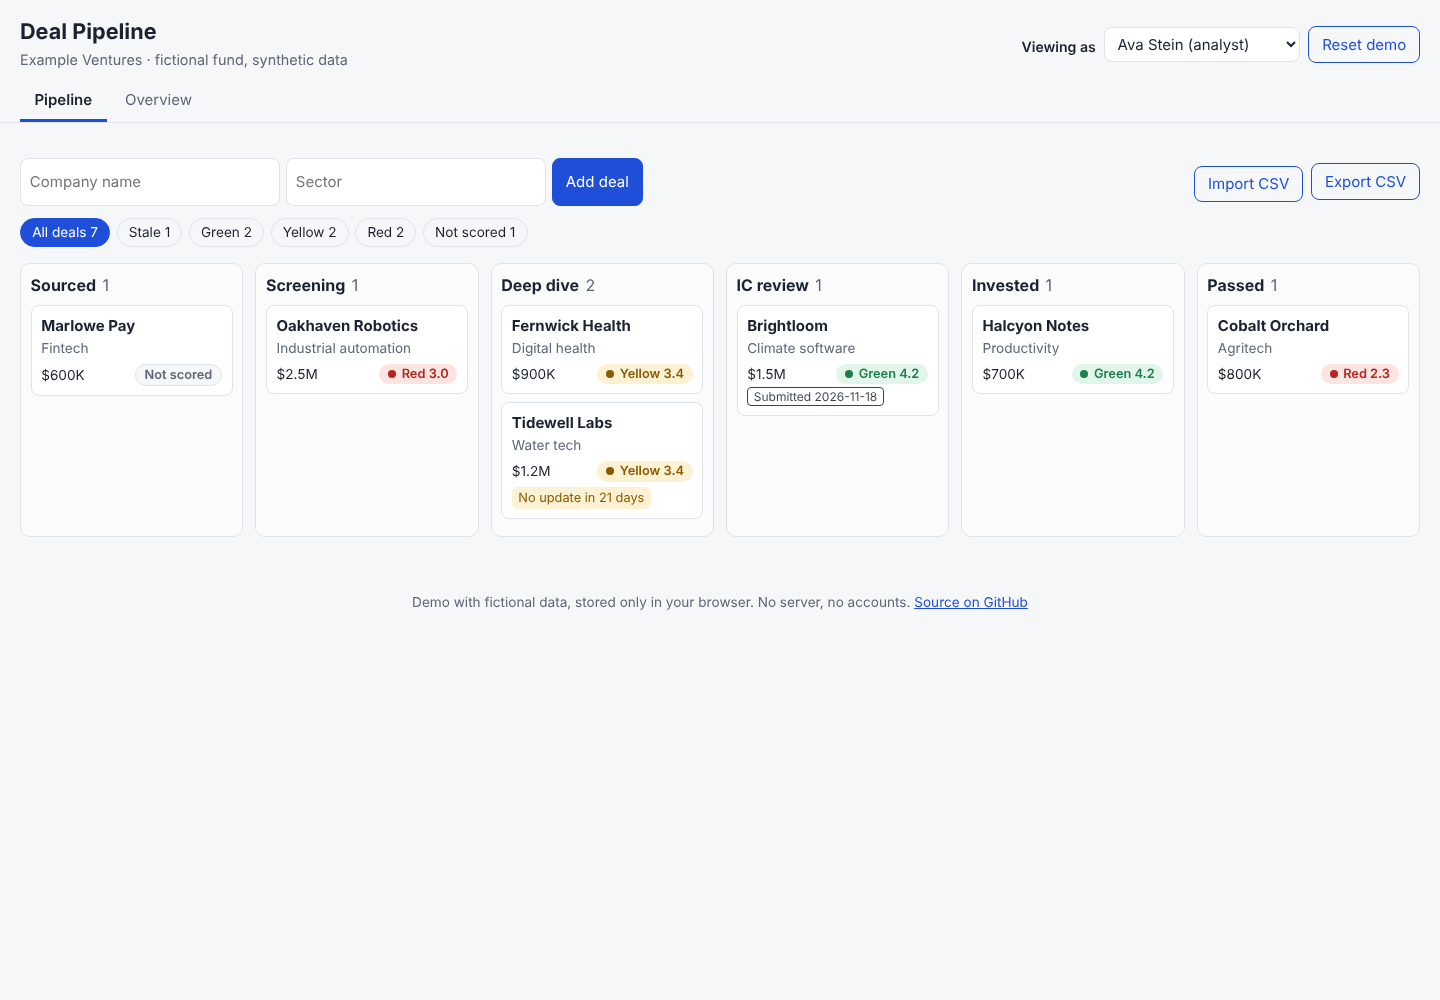 Deal Pipeline
Example Ventures · fictional fund, synthetic data
Viewing as
Ava Stein (analyst)
Reset demo
Pipeline
Overview
Company name
Sector
Add deal
Import CSV
Export CSV
All deals 7
Stale 1
Green 2
Yellow 2
Red 2
Not scored 1
Sourced 1
Marlowe Pay
Fintech
$600K
Not scored
Screening 1
Oakhaven Robotics
Industrial automation
$2.5M
Red 3.0
Deep dive 2
Fernwick Health
Digital health
$900K
Yellow 3.4
Tidewell Labs
Water tech
$1.2M
Yellow 3.4
No update in 21 days
IC review 1
Brightloom
Climate software
$1.5M
Green 4.2
Submitted 2026-11-18
Invested 1
Halcyon Notes
Productivity
$700K
Green 4.2
Passed 1
Cobalt Orchard
Agritech
$800K
Red 2.3
Demo with fictional data, stored only in your browser. No server, no accounts. Source on GitHub